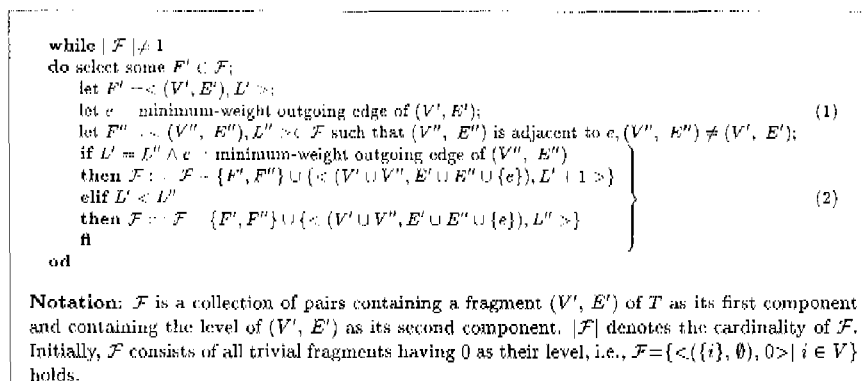 while | F | ≠ 1
do select some F' ∈ F;
let F' =< (V', E'), L' >;
let e = minimum-weight outgoing edge of (V', E'); (1)
let F'' =< (V'', E''), L'' >∈ F such that (V'', E'') is adjacent to e, (V'', E'') ≠ (V', E');
if L' = L'' ∧ e = minimum-weight outgoing edge of (V'', E'')
then F := F − {F', F''} ∪ {< (V' ∪ V'', E' ∪ E'' ∪ {e}), L' + 1 >}
elif L' < L'' (2)
then F := F − {F', F''} ∪ {< (V' ∪ V'', E' ∪ E'' ∪ {e}), L'' >}
fi
od
Notation: F is a collection of pairs containing a fragment (V', E') of T as its first component
and containing the level of (V', E') as its second component. |F| denotes the cardinality of F.
Initially, F consists of all trivial fragments having 0 as their level, i.e., F={<({i}, ∅), 0>| i ∈ V}
holds.